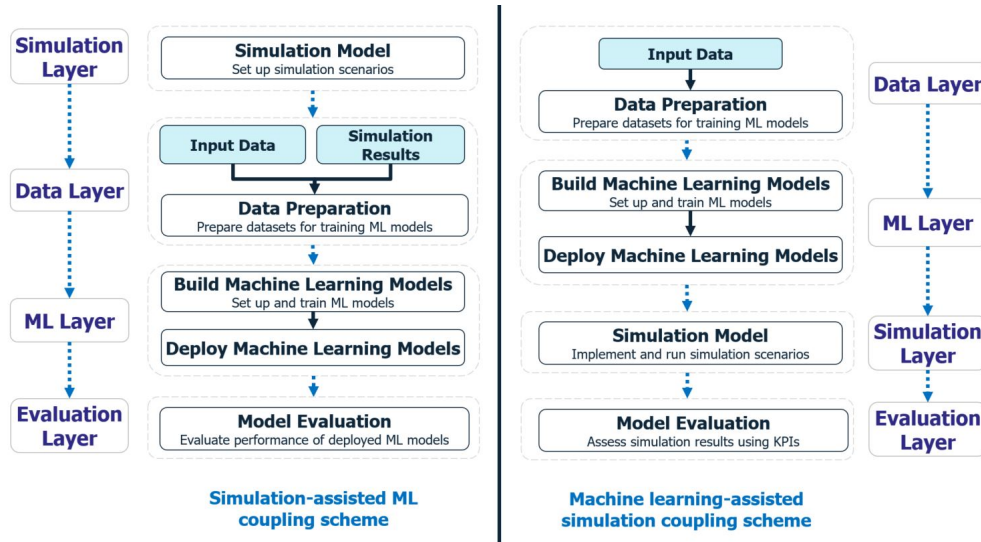 Simulation
Layer
Data Layer
ML Layer
Evaluation
Layer
Simulation Model
Set up simulation scenarios
Input Data
Simulation
Results
Data Preparation
Prepare datasets for training ML models
Build Machine Learning Models
Set up and train ML models
Deploy Machine Learning Models
Model Evaluation
Evaluate performance of deployed ML models
Simulation-assisted ML
coupling scheme
Input Data
Data Preparation
Prepare datasets for training ML models
Build Machine Learning Models
Set up and train ML models
Deploy Machine Learning Models
Simulation Model
Implement and run simulation scenarios
Model Evaluation
Assess simulation results using KPIs
Machine learning-assisted
simulation coupling scheme
Data Layer
ML Layer
Simulation
Layer
Evaluation
Layer